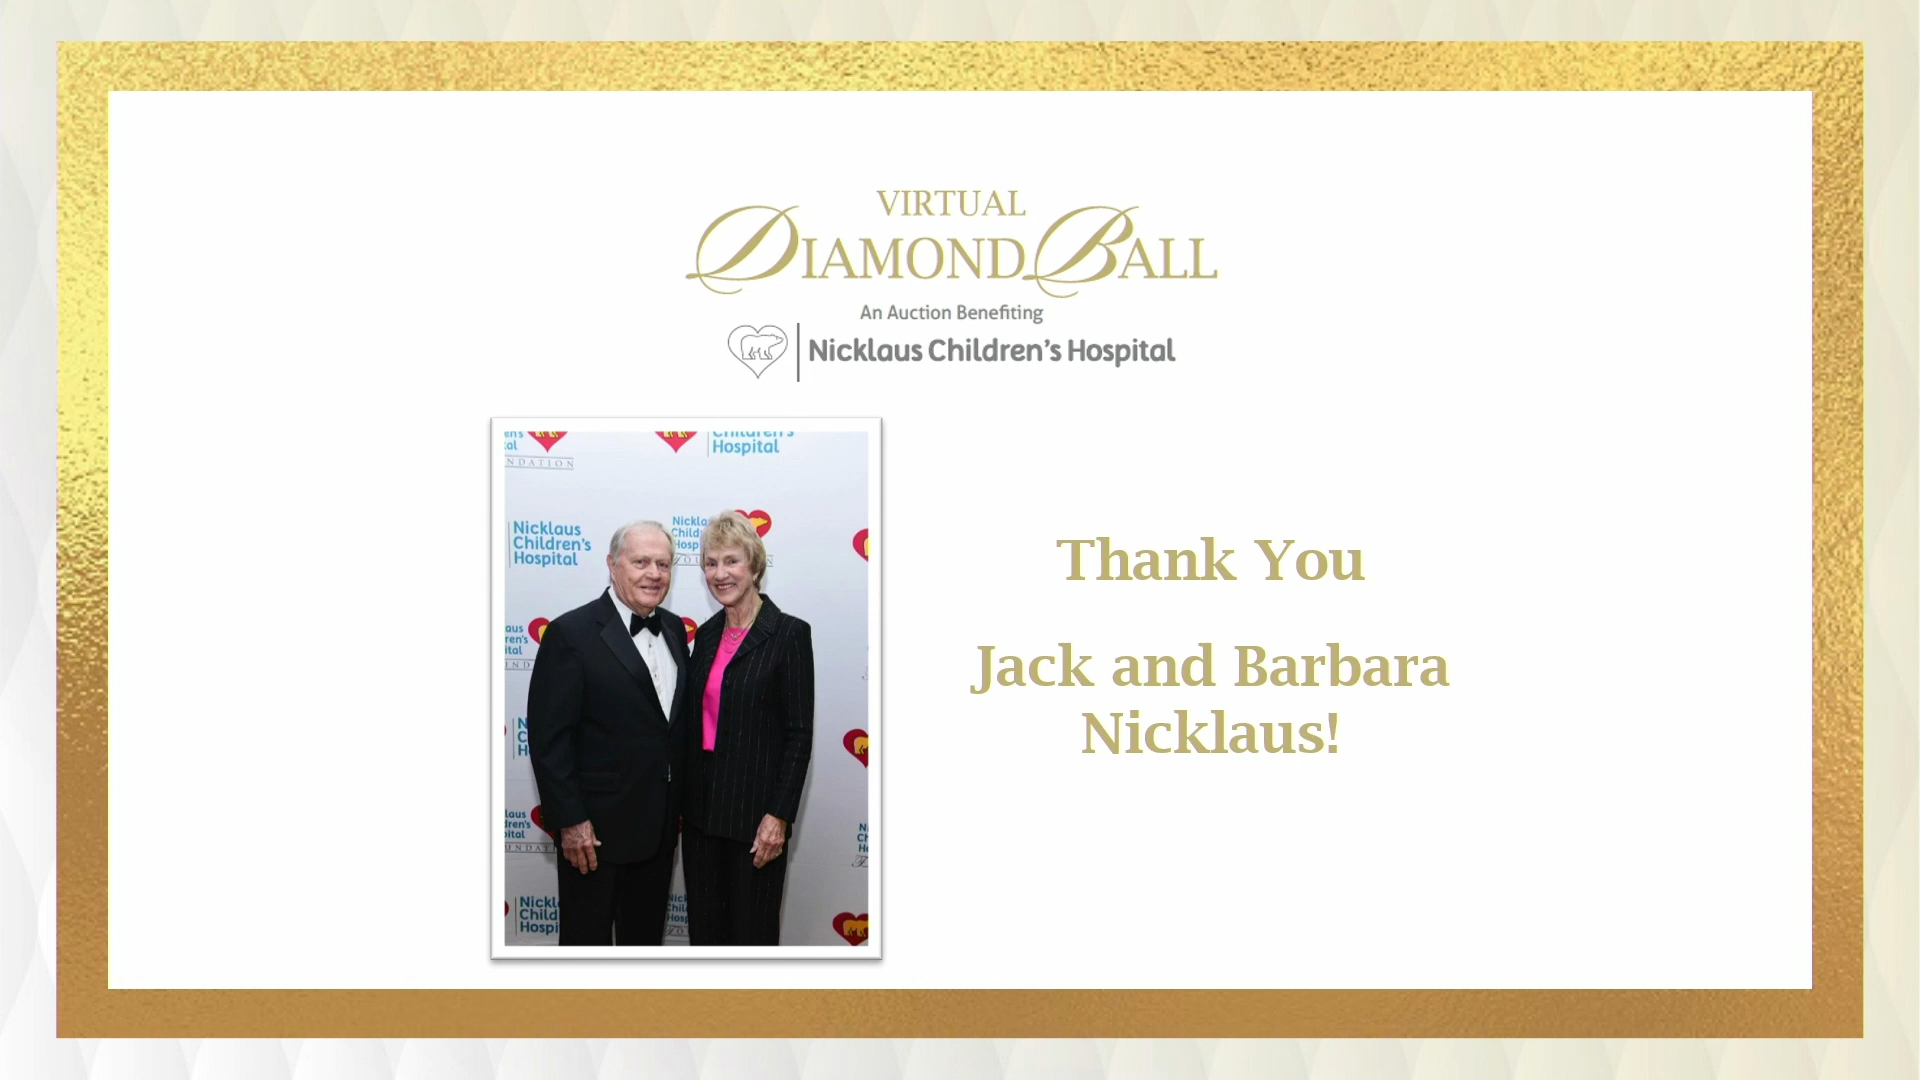 VIRTUAL
DIAMOND BALL
An Auction Benefiting
Nicklaus Children's Hospital
Hospital
NDATION
Nicklaus
Children's
Hospital
Thank You
Jack and Barbara
Nicklaus!